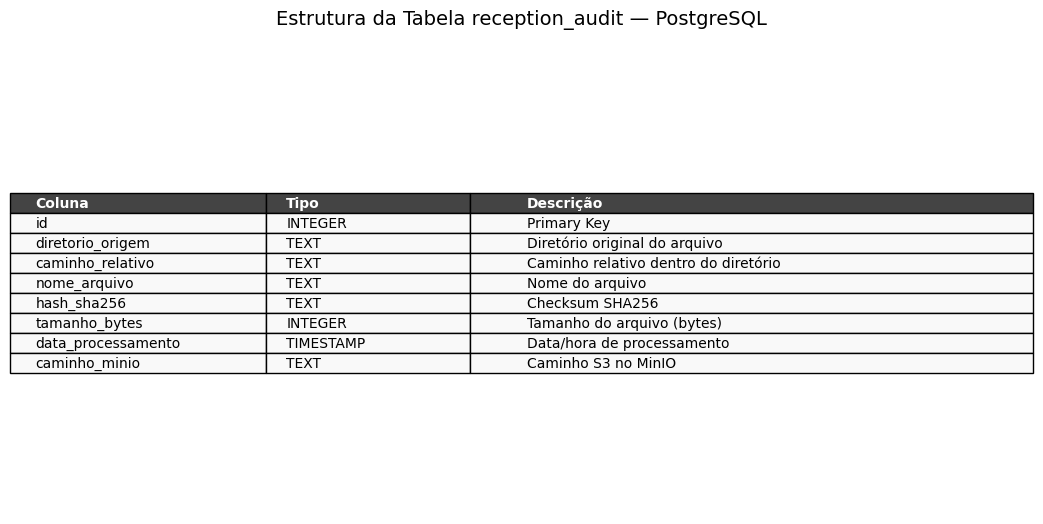 Estrutura da Tabela reception_audit — PostgreSQL
Coluna Tipo Descrição
id INTEGER Primary Key
diretorio_origem TEXT Diretório original do arquivo
caminho_relativo TEXT Caminho relativo dentro do diretório
nome_arquivo TEXT Nome do arquivo
hash_sha256 TEXT Checksum SHA256
tamanho_bytes INTEGER Tamanho do arquivo (bytes)
data_processamento TIMESTAMP Data/hora de processamento
caminho_minio TEXT Caminho S3 no MinIO